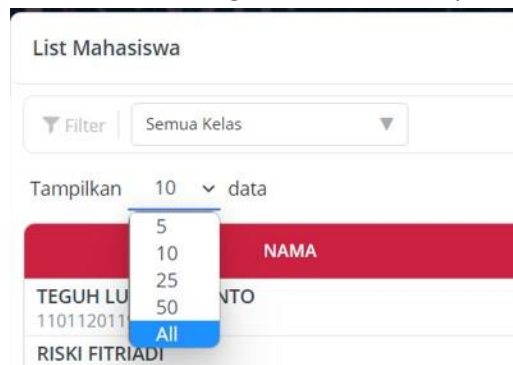 List Mahasiswa
Filter Semua Kelas
Tampilkan 10 data
5
10
25
50
All
NAMA
TEGUH LU NTO
110112011
RISKI FITRIADI